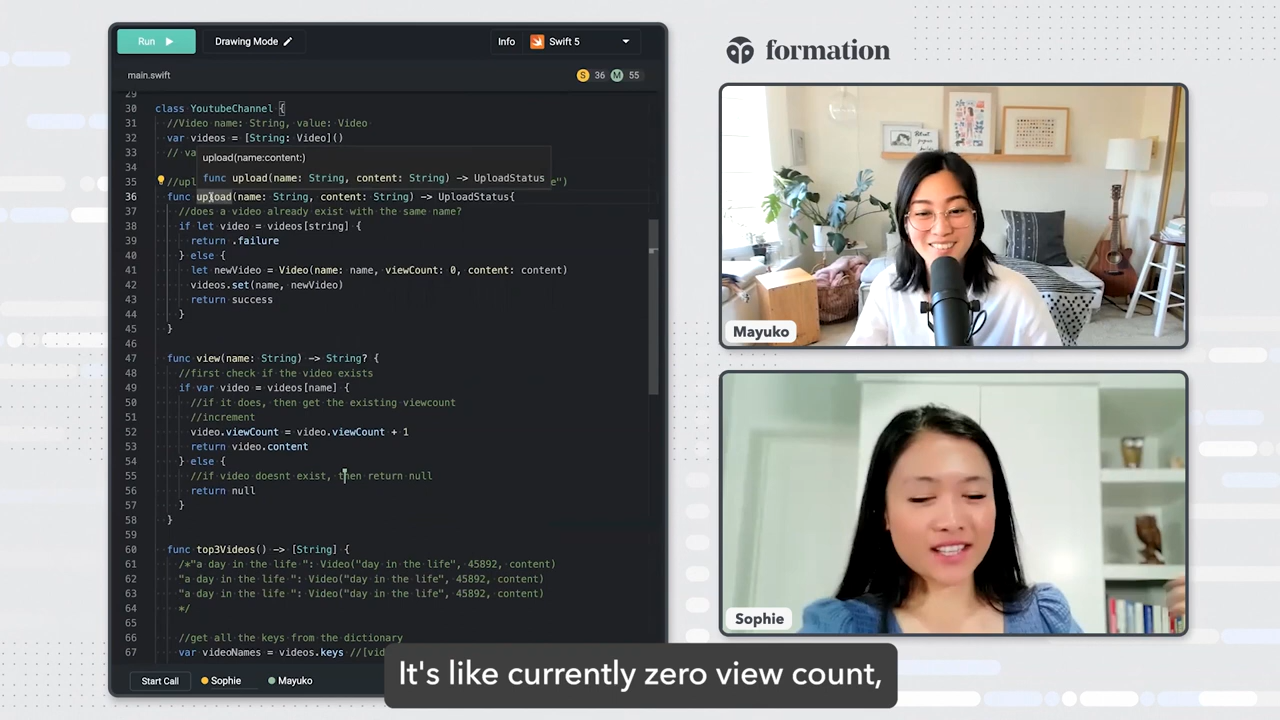 Run
Drawing Mode
Info
Swift 5
formation
main.swift
S 36 M 55
29
30 class YoutubeChannel {
31 //Video name: String, value: Video
32 var videos = [String: Video]()
33 // va
upload(name:content:)
34
func upload(name: String, content: String) -> UploadStatus
35 //upl e")
36 func upload(name: String, content: String) -> UploadStatus{
37 //does a video already exist with the same name?
38 if let video = videos[string] {
39 return .failure
40 } else {
41 let newVideo = Video(name: name, viewCount: 0, content: content)
42 videos.set(name, newVideo)
43 return success
44 }
45 }
46
47 func view(name: String) -> String? {
48 //first check if the video exists
49 if var video = videos[name] {
50 //if it does, then get the existing viewcount
51 //increment
52 video.viewCount = video.viewCount + 1
53 return video.content
54 } else {
55 //if video doesnt exist, then return null
56 return null
57 }
58 }
59
60 func top3Videos() -> [String] {
61 /*"a day in the life ": Video("day in the life", 45892, content)
62 "a day in the life ": Video("day in the life", 45892, content)
63 "a day in the life ": Video("day in the life", 45892, content)
64 */
65
66 //get all the keys from the dictionary
67 var videoNames = videos.keys //[vid
Start Call
Sophie
Mayuko
Mayuko
Sophie
It's like currently zero view count,